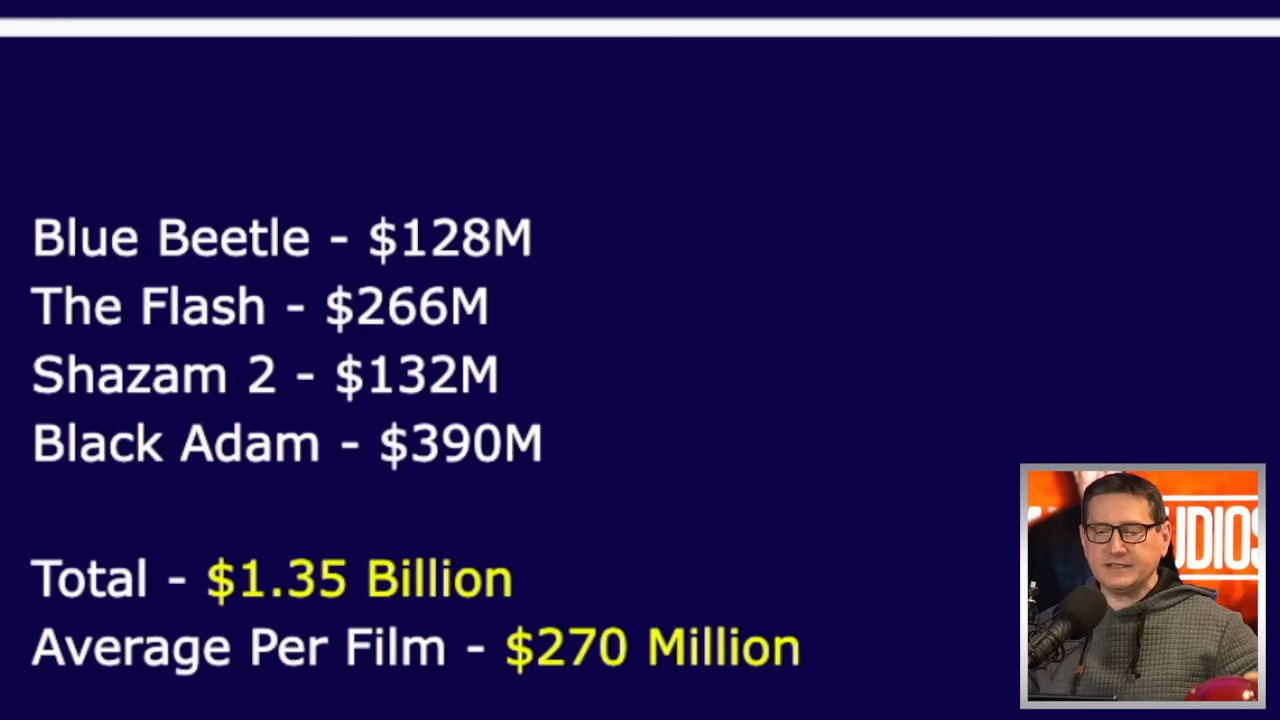 Blue Beetle - $128M
The Flash - $266M
Shazam 2 - $132M
Black Adam - $390M
Total - $1.35 Billion
Average Per Film - $270 Million